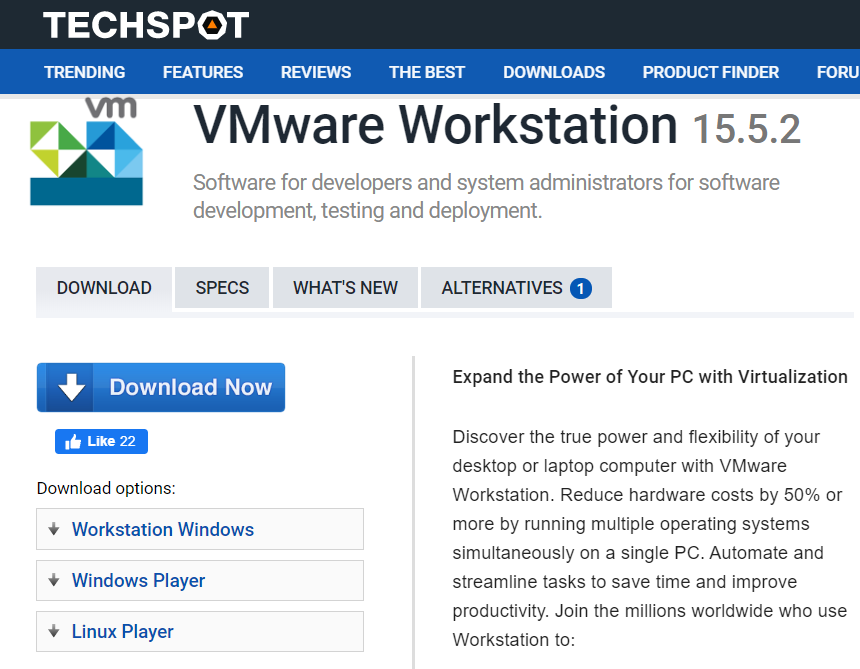 TECHSPOT
TRENDING FEATURES REVIEWS THE BEST DOWNLOADS PRODUCT FINDER FORU
vm
VMware Workstation 15.5.2
Software for developers and system administrators for software
development, testing and deployment.
DOWNLOAD SPECS WHAT'S NEW ALTERNATIVES 1
Download Now
Like 22
Download options:
Workstation Windows
Windows Player
Linux Player
Expand the Power of Your PC with Virtualization
Discover the true power and flexibility of your
desktop or laptop computer with VMware
Workstation. Reduce hardware costs by 50% or
more by running multiple operating systems
simultaneously on a single PC. Automate and
streamline tasks to save time and improve
productivity. Join the millions worldwide who use
Workstation to: